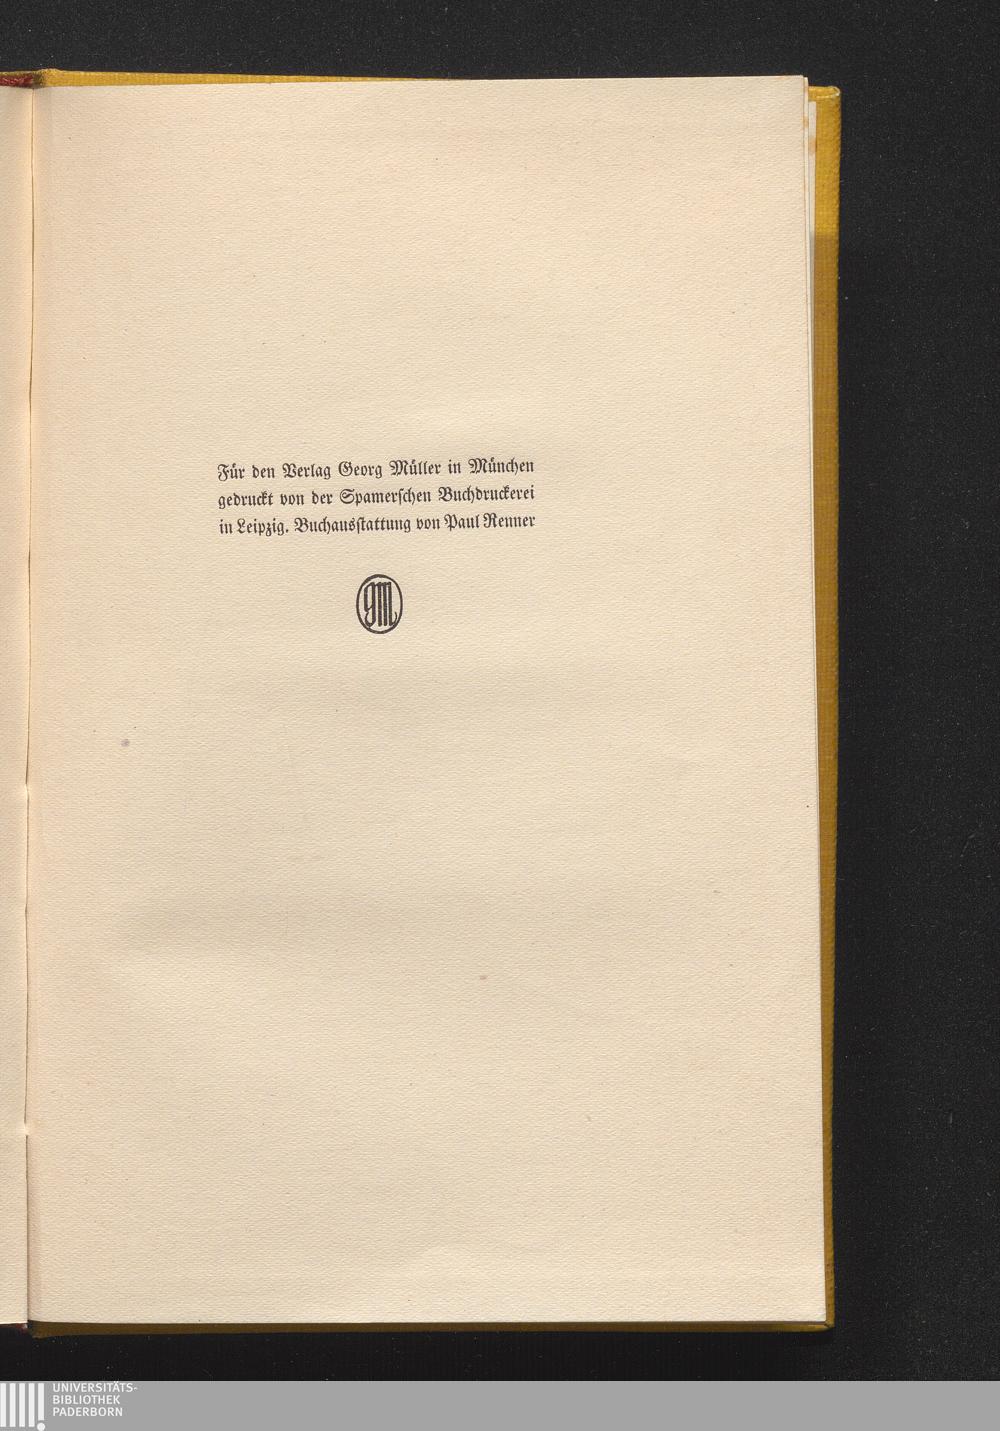 Für den Verlag Georg Müller in München
gedruckt von der Spamerschen Buchdruckerei
in Leipzig. Buchausstattung von Paul Renner
gm
UNIVERSITÄTS-
BIBLIOTHEK
PADERBORN